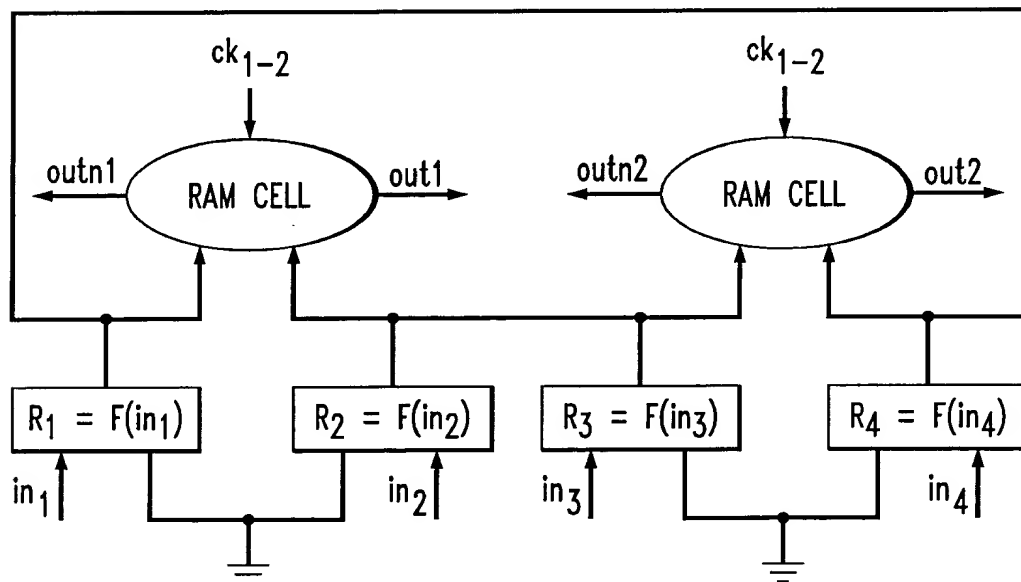 ck1-2
ck1-2
outn1
RAM CELL
out1
outn2
RAM CELL
out2
R1 = F(in1)
R2 = F(in2)
R3 = F(in3)
R4 = F(in4)
in1
in2
in3
in4